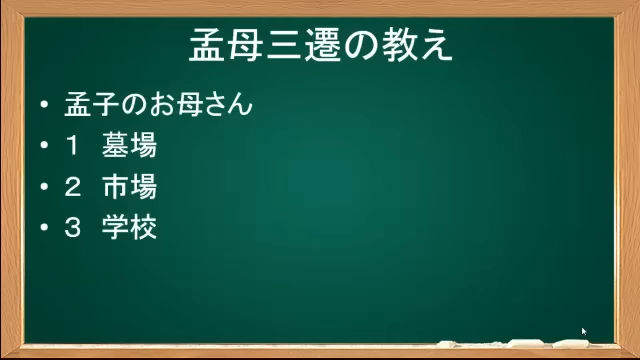 孟母三遷の教え
• 孟子のお母さん
• １　墓場
• ２　市場
• ３　学校